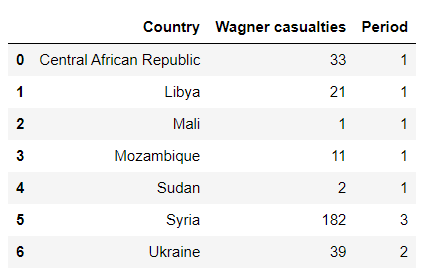 Country Wagner casualties Period
0 Central African Republic 33 1
1 Libya 21 1
2 Mali 1 1
3 Mozambique 11 1
4 Sudan 2 1
5 Syria 182 3
6 Ukraine 39 2